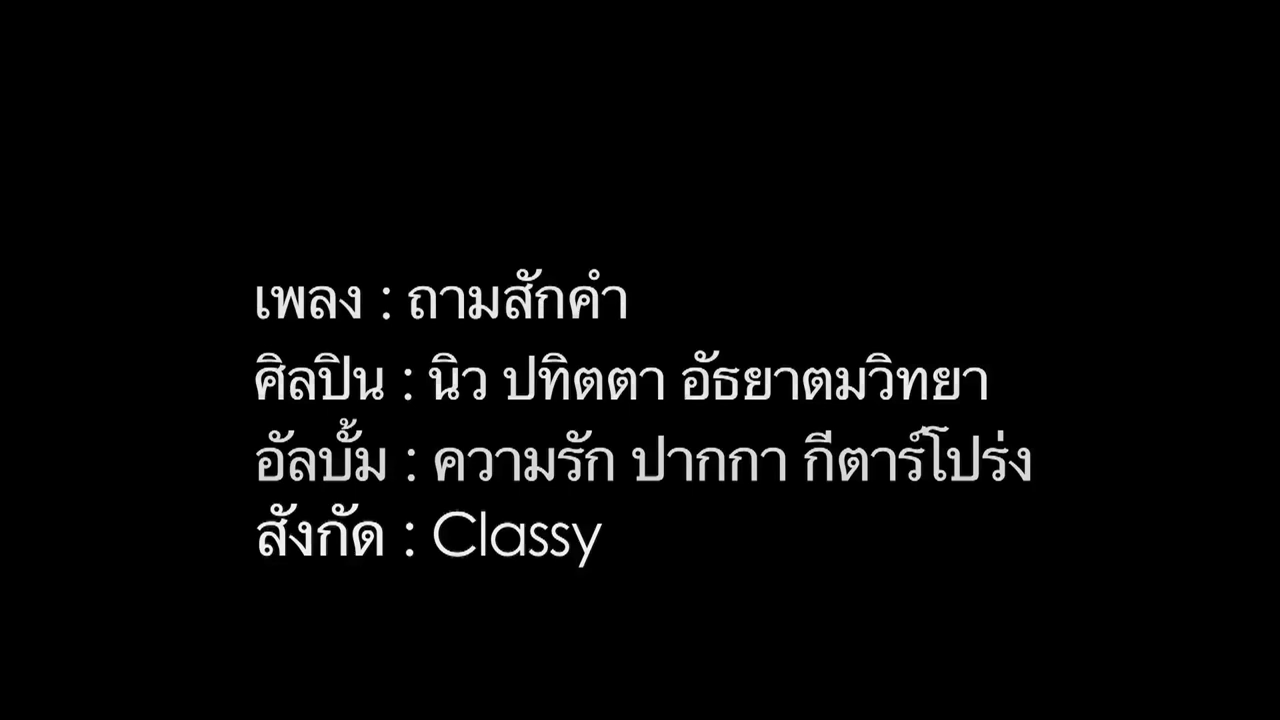 เพลง : ถามสักคำ
ศิลปิน : นิว ปทิตตา อัธยาตมวิทยา
อัลบั้ม : ความรัก ปากกา กีตาร์โปร่ง
สังกัด : Classy